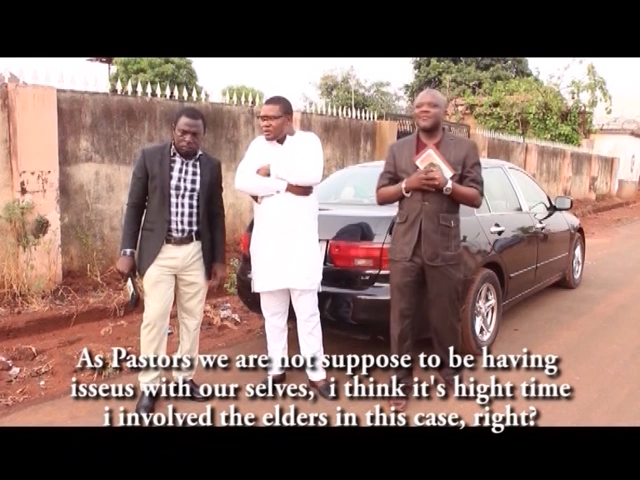 As Pastors we are not suppose to be having
isseus with our selves, i think it's hight time
i involved the elders in this case, right?